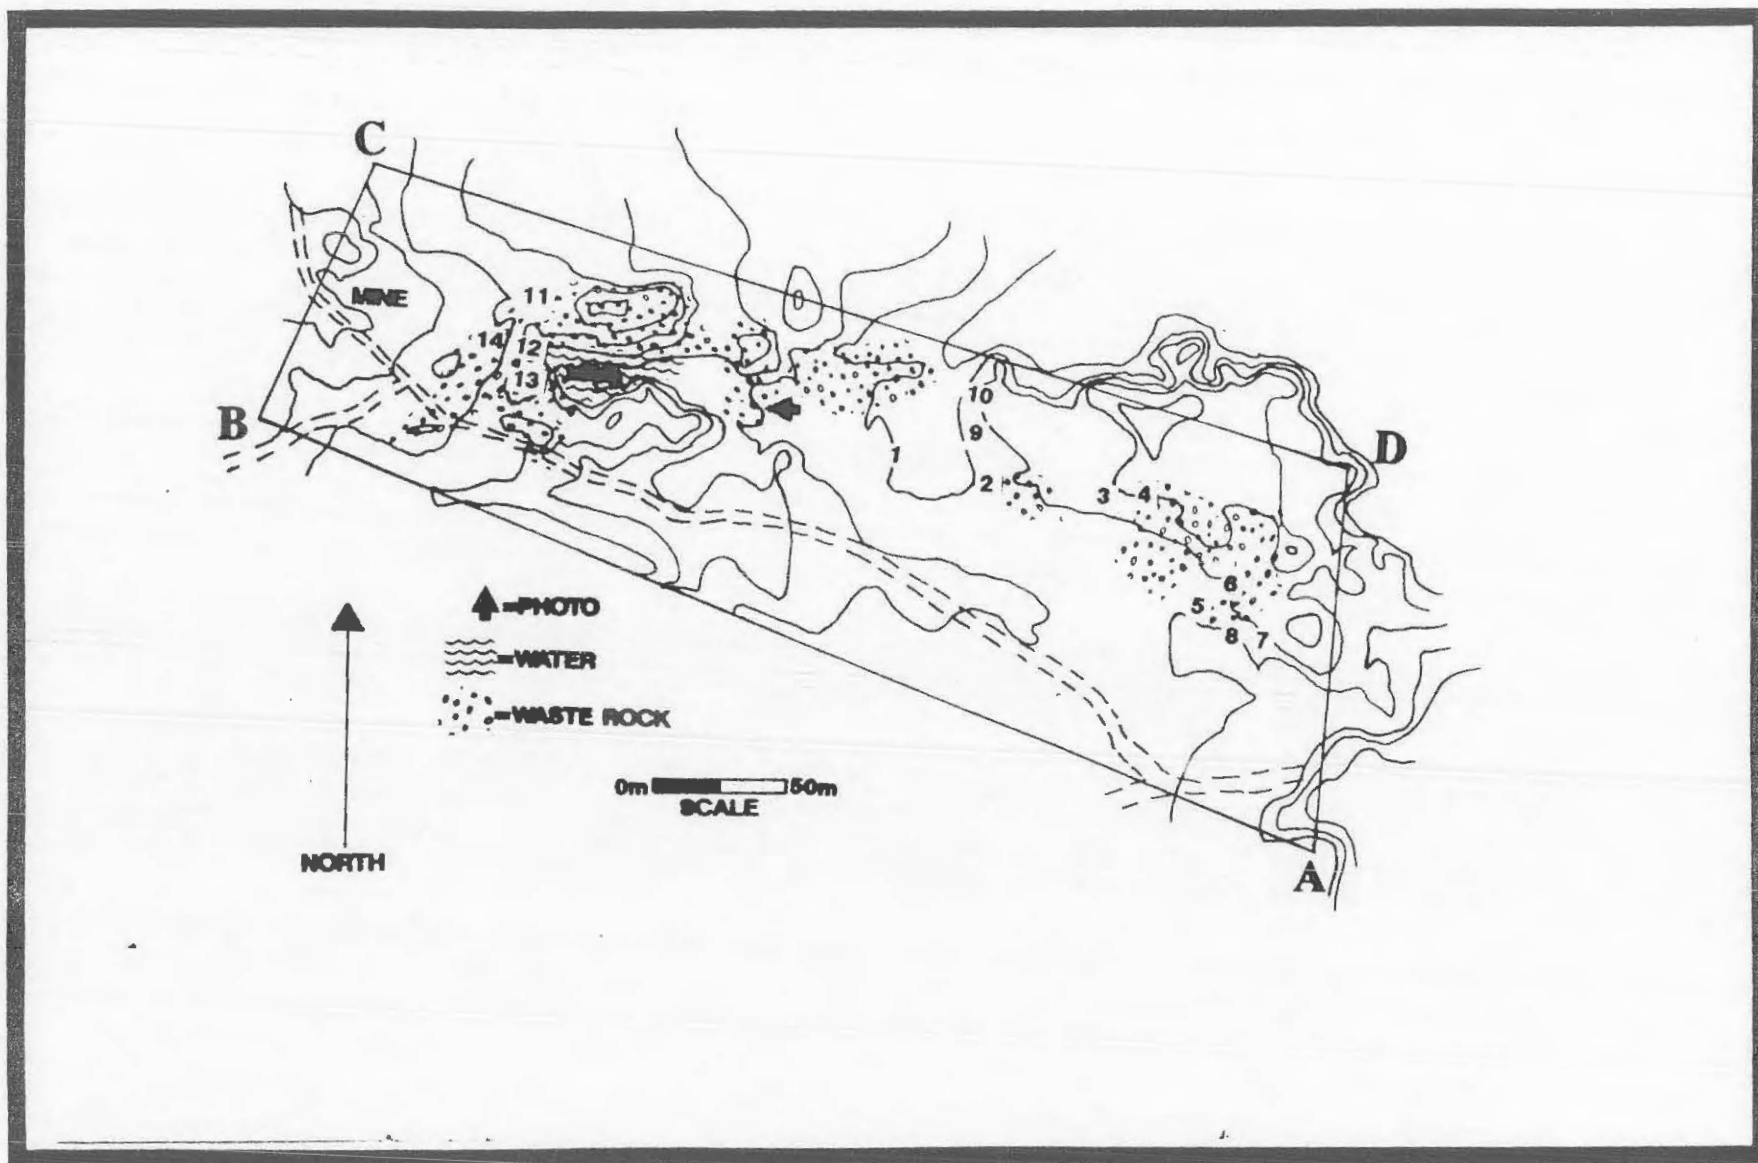 C
11
MINE
14
12
13
B
10
9
1
2
3
4
D
6
5
8
7
=PHOTO
=WATER
=WASTE ROCK
0m 50m
SCALE
NORTH
A